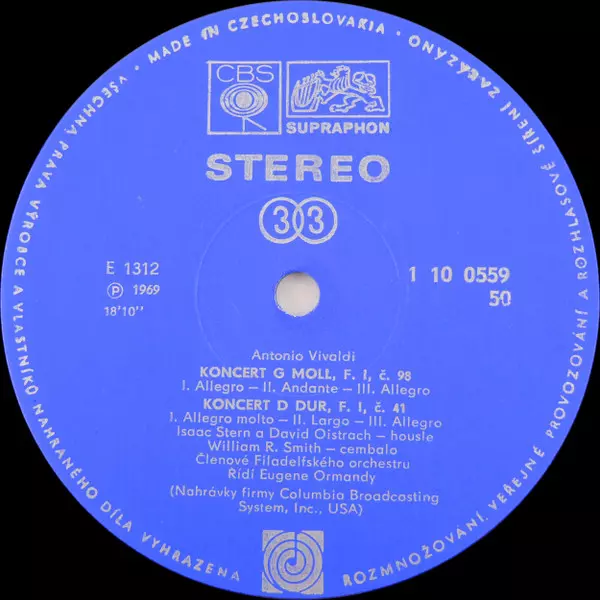 CBS
SUPRAPHON
STEREO
33
E 1312
Ⓟ 1969
18'10''
1 10 0559
50
Antonio Vivaldi
KONCERT G MOLL, F. I, č. 98
I. Allegro – II. Andante – III. Allegro
KONCERT D DUR, F. I, č. 41
I. Allegro molto – II. Largo – III. Allegro
Isaac Stern a David Oistrach – housle
William R. Smith – cembalo
Členové Filadelfského orchestru
Řídí Eugene Ormandy
(Nahrávky firmy Columbia Broadcasting
System, Inc., USA)
• MADE IN CZECHOSLOVAKIA • VŠECHNA PRÁVA VÝROBCE A VLASTNÍKŮ NAHRANÉHO DÍLA VYHRAZENA
ROZMNOŽOVÁNÍ, VEŘEJNÉ PROVOZOVÁNÍ A ROZHLASOVÉ ŠÍŘENÍ ZAKÁZÁNO